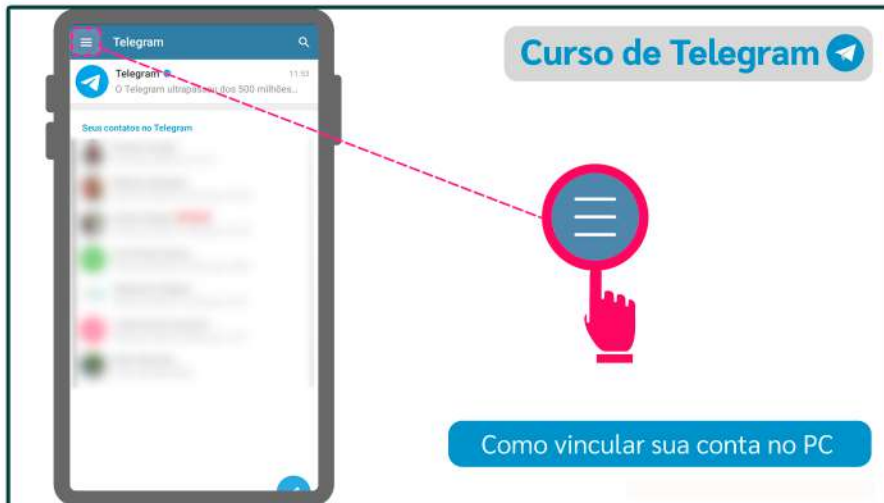 Telegram
Telegram
11:53
O Telegram ultrapassou dos 500 milhões...
Seus contatos no Telegram
Curso de Telegram
Como vincular sua conta no PC